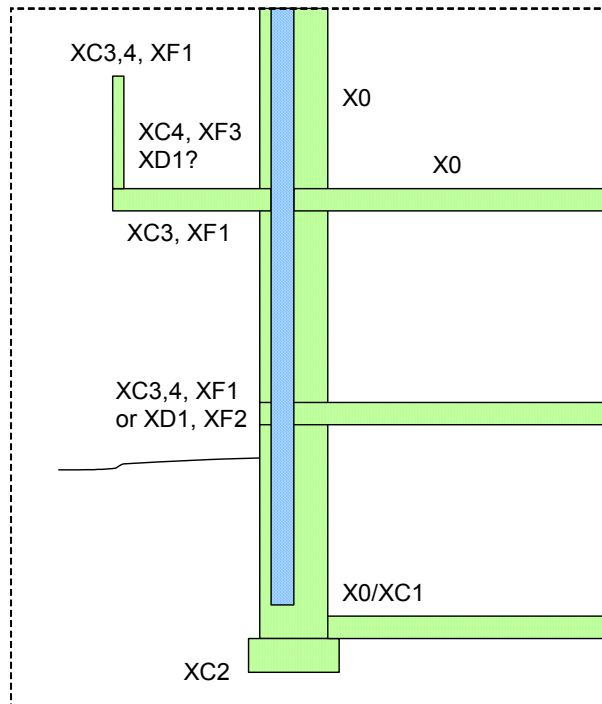 XC3,4, XF1
X0
XC4, XF3
XD1?
X0
XC3, XF1
XC3,4, XF1
or XD1, XF2
X0/XC1
XC2